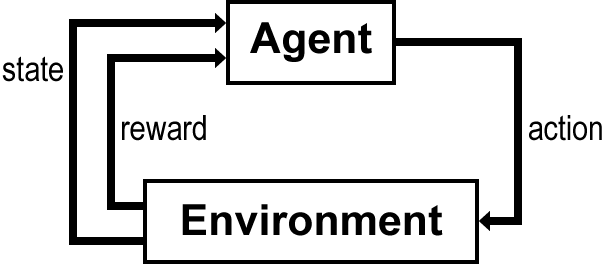 Agent
state
reward
action
Environment